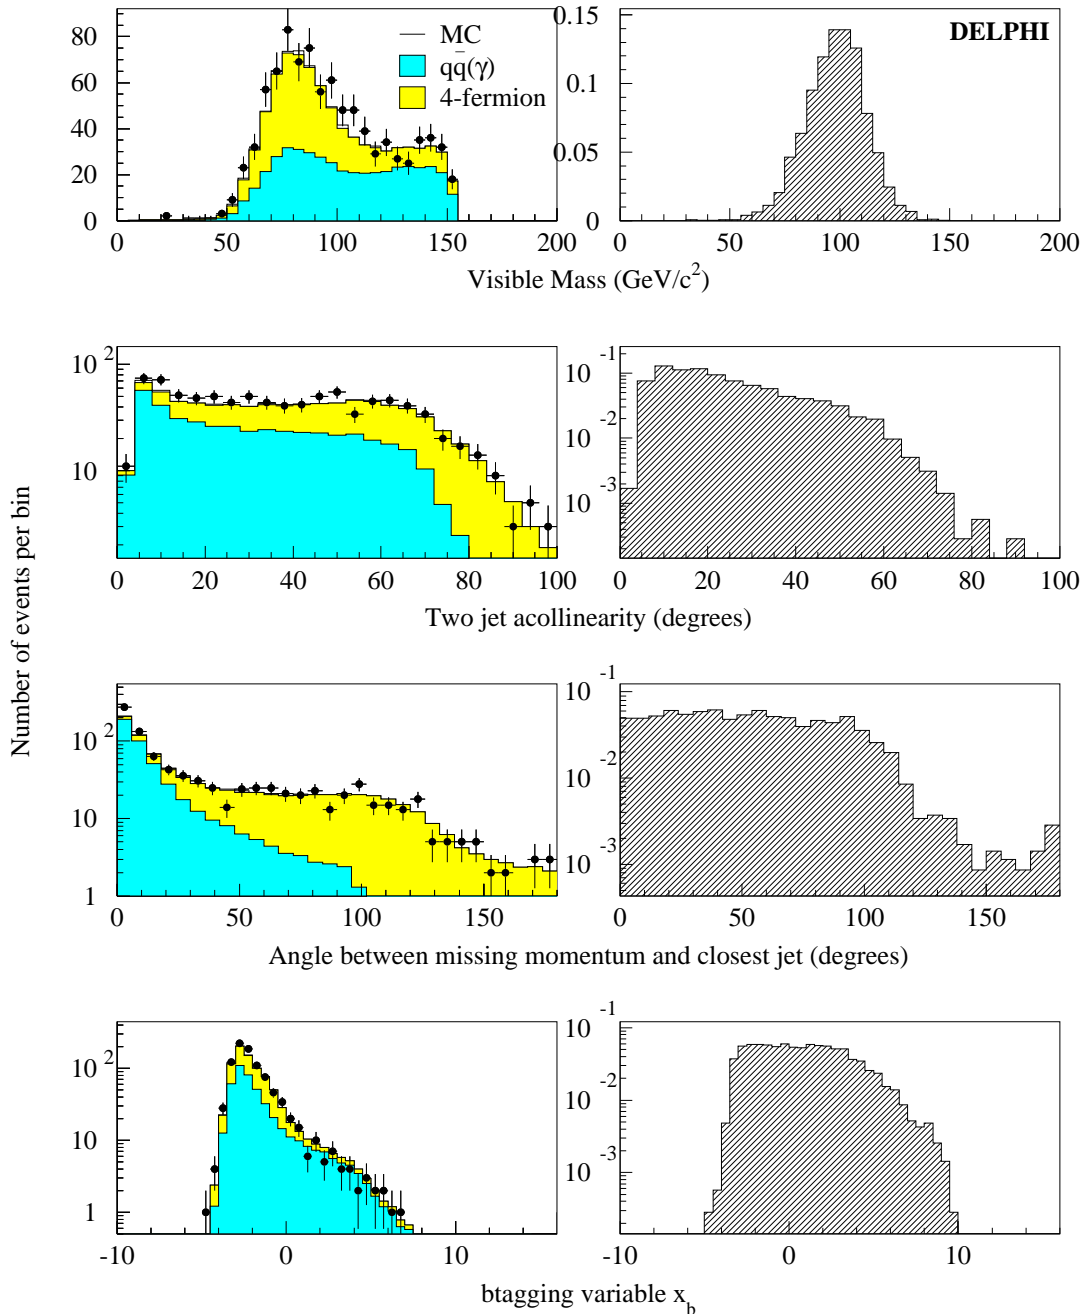 MC
qq̄(γ)
4-fermion
DELPHI
80
60
40
20
0
0 50 100 150 200
0.15
0.1
0.05
0
0 50 100 150 200
Visible Mass (GeV/c²)
10²
10
0 20 40 60 80 100
10⁻¹
10⁻²
10⁻³
0 20 40 60 80 100
Two jet acollinearity (degrees)
Number of events per bin
10²
10
1
0 50 100 150
10⁻¹
10⁻²
10⁻³
0 50 100 150
Angle between missing momentum and closest jet (degrees)
10²
10
1
-10 0 10
10⁻¹
10⁻²
10⁻³
-10 0 10
btagging variable x_b